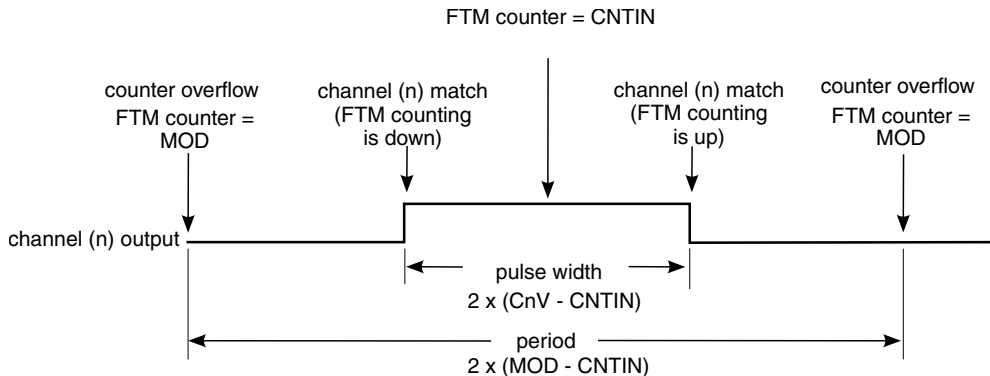 FTM counter = CNTIN
counter overflow
FTM counter =
MOD
channel (n) match
(FTM counting
is down)
channel (n) match
(FTM counting
is up)
counter overflow
FTM counter =
MOD
channel (n) output
pulse width
2 x (CnV - CNTIN)
period
2 x (MOD - CNTIN)